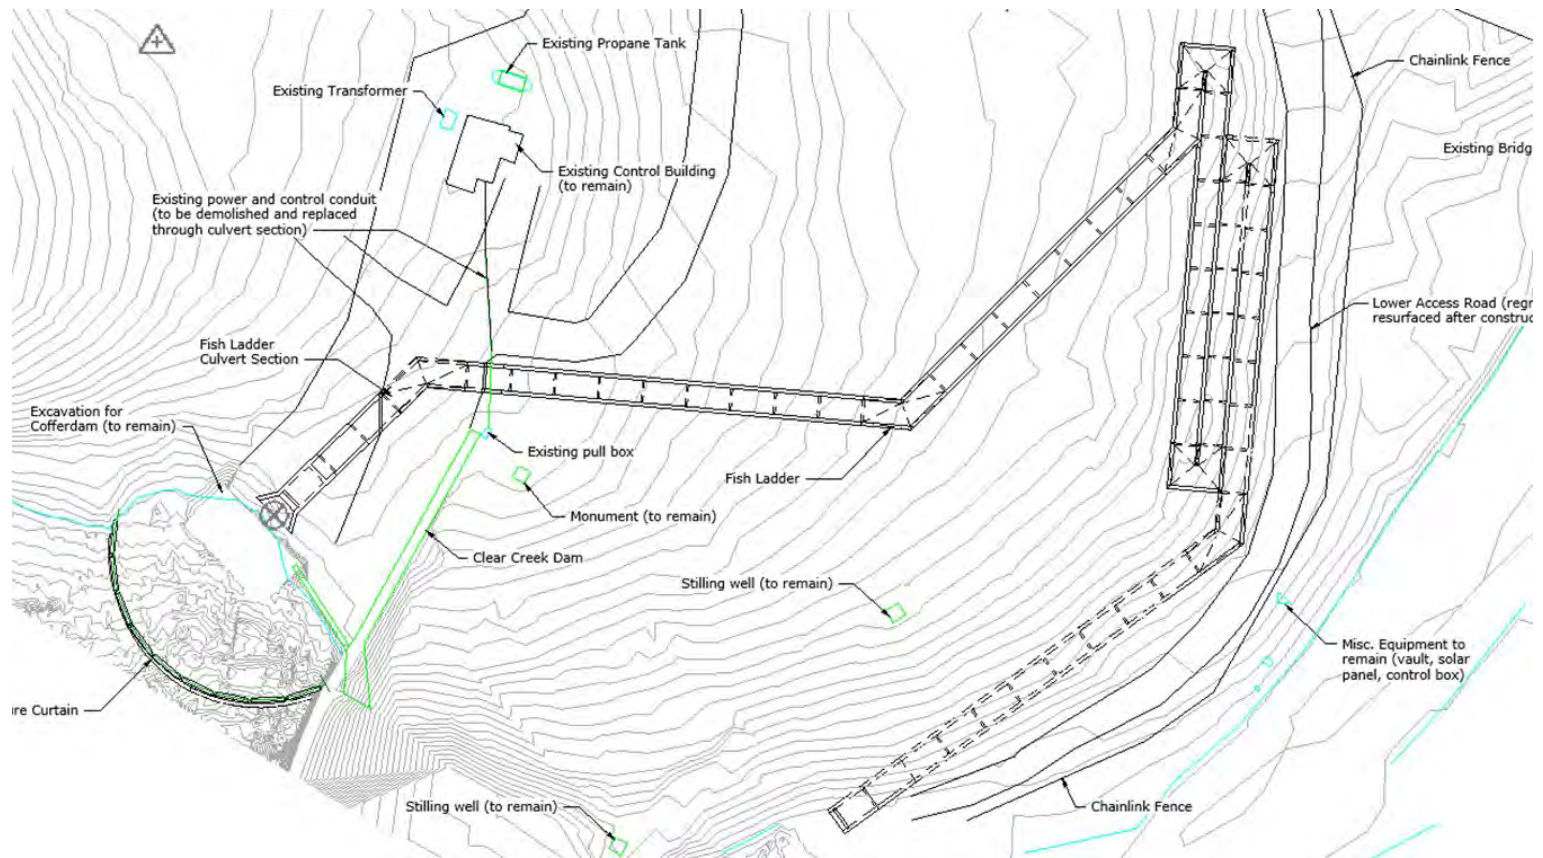 Existing Propane Tank
Chainlink Fence
Existing Transformer
Existing Bridg
Existing Control Building
(to remain)
Existing power and control conduit
(to be demolished and replaced
through culvert section)
Lower Access Road (regr
resurfaced after construc
Fish Ladder
Culvert Section
Excavation for
Cofferdam (to remain)
Existing pull box
Fish Ladder
Monument (to remain)
Clear Creek Dam
Stilling well (to remain)
Misc. Equipment to
remain (vault, solar
panel, control box)
re Curtain
Stilling well (to remain)
Chainlink Fence